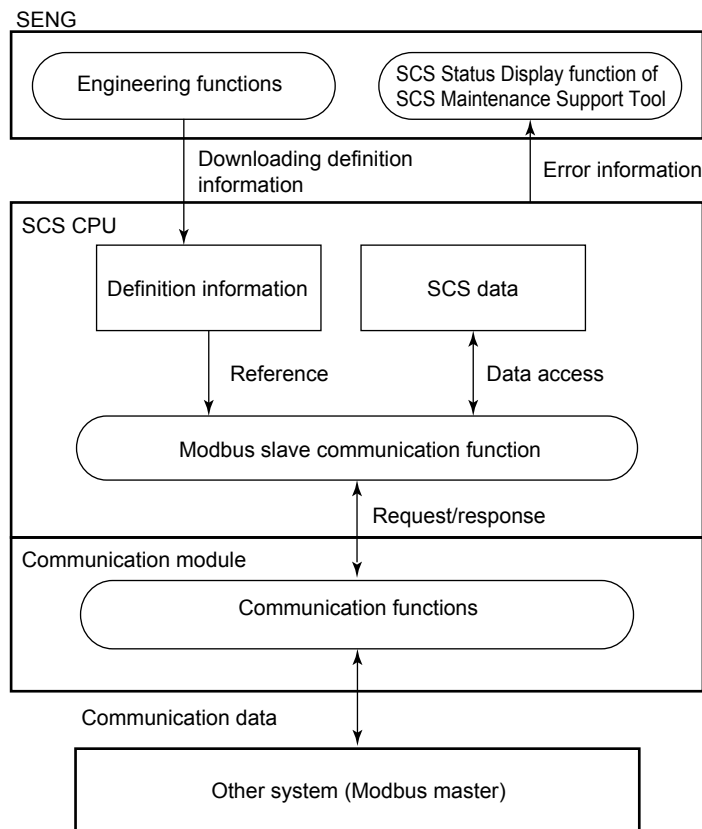 SENG
Engineering functions
SCS Status Display function of
SCS Maintenance Support Tool
Downloading definition
information
Error information
SCS CPU
Definition information
SCS data
Reference
Data access
Modbus slave communication function
Request/response
Communication module
Communication functions
Communication data
Other system (Modbus master)